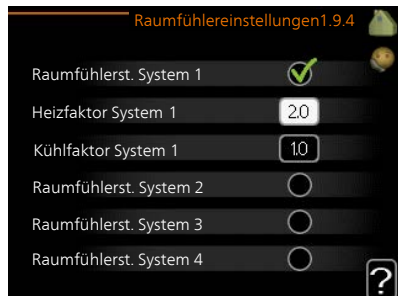 Raumfühlereinstellungen1.9.4
Raumfühlerst. System 1
Heizfaktor System 1 2.0
Kühlfaktor System 1 1.0
Raumfühlerst. System 2
Raumfühlerst. System 3
Raumfühlerst. System 4
?